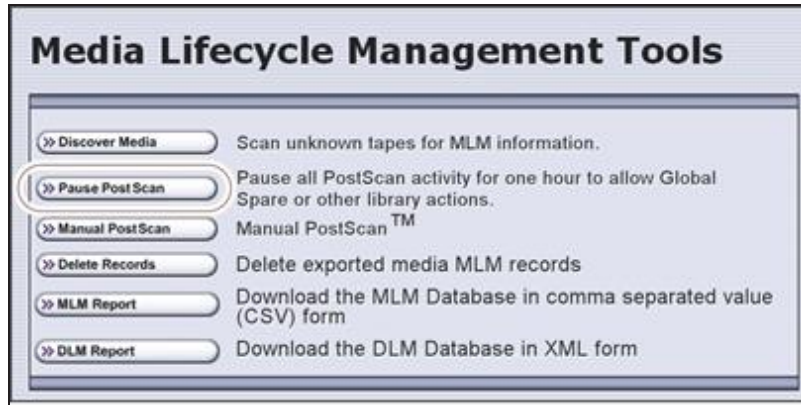 Media Lifecycle Management Tools
» Discover Media Scan unknown tapes for MLM information.
» Pause Post Scan Pause all PostScan activity for one hour to allow Global
Spare or other library actions.
» Manual PostScan Manual PostScan™
» Delete Records Delete exported media MLM records
» MLM Report Download the MLM Database in comma separated value
(CSV) form
» DLM Report Download the DLM Database in XML form